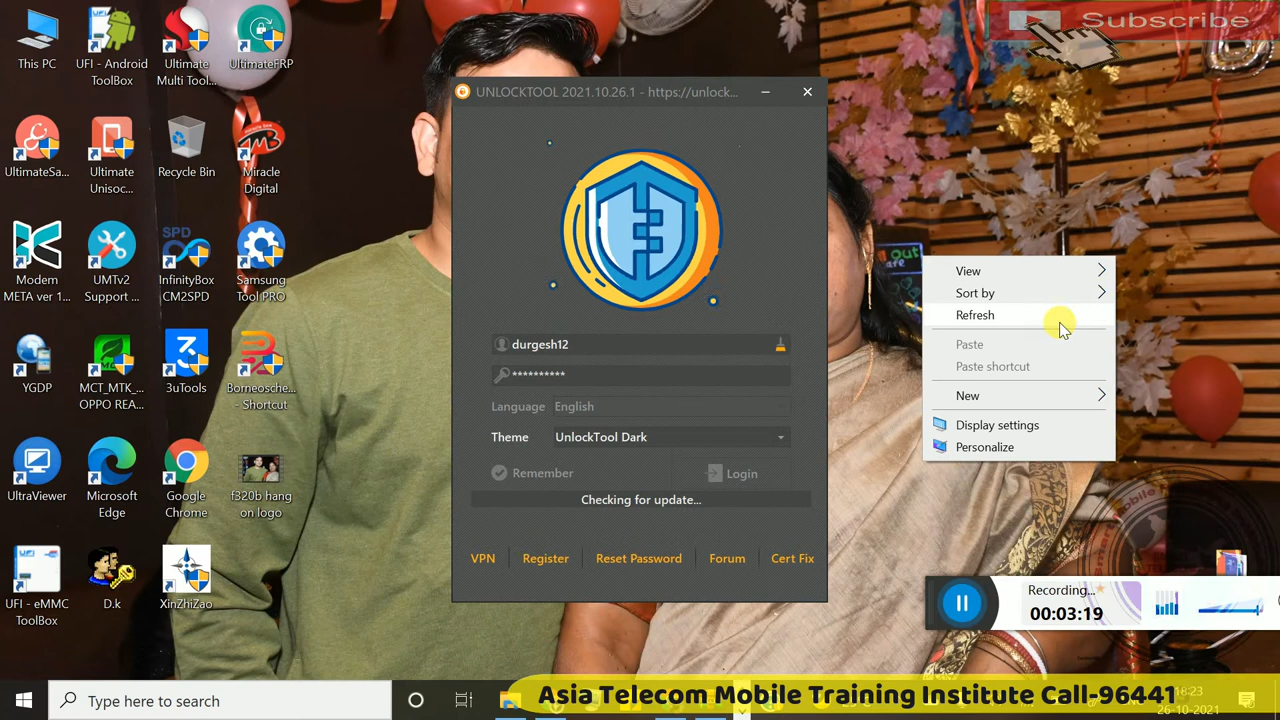 Subscribe
This PC
UFI - Android
ToolBox
Ultimate
Multi Tool...
UltimateFRP
UltimateSa...
Ultimate
Unisoc...
Recycle Bin
Miracle
Digital
Modem
META ver 1...
UMTv2
Support ...
SPD
InfinityBox
CM2SPD
Samsung
Tool PRO
YGDP
MCT_MTK_...
OPPO REA...
3uTools
Borneosche...
- Shortcut
UltraViewer
Microsoft
Edge
Google
Chrome
f320b hang
on logo
UFI - eMMC
ToolBox
D.k
XinZhiZao
UNLOCKTOOL 2021.10.26.1 - https://unlock...
durgesh12
**********
Language English
Theme UnlockTool Dark
Remember
Login
Checking for update...
VPN
Register
Reset Password
Forum
Cert Fix
View
Sort by
Refresh
Paste
Paste shortcut
New
Display settings
Personalize
Recording...
00:03:19
Type here to search
Asia Telecom Mobile Training Institute Call-96441
18:23
26-10-2021